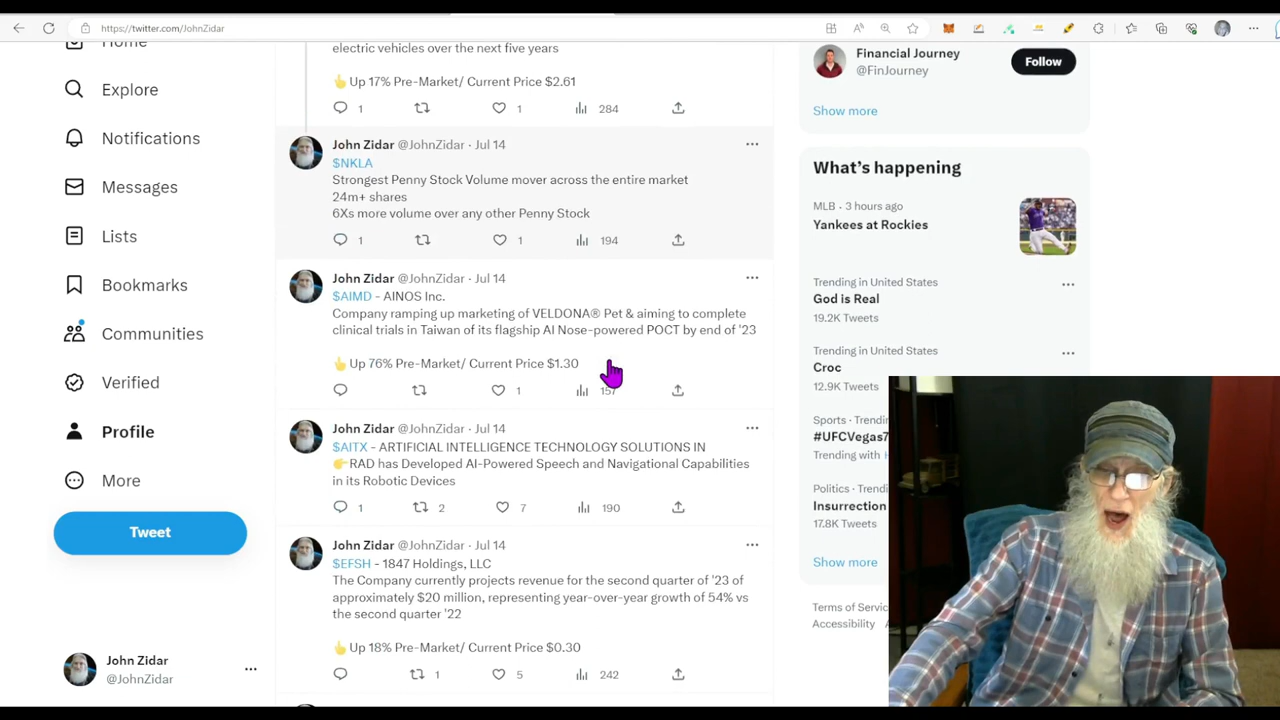 https://twitter.com/JohnZidar
Home
Explore
Notifications
Messages
Lists
Bookmarks
Communities
Verified
Profile
More
Tweet
John Zidar
@JohnZidar
electric vehicles over the next five years
👆Up 17% Pre-Market/ Current Price $2.61
1
1
284
John Zidar @JohnZidar · Jul 14
$NKLA
Strongest Penny Stock Volume mover across the entire market
24m+ shares
6Xs more volume over any other Penny Stock
1
1
194
John Zidar @JohnZidar · Jul 14
$AIMD - AINOS Inc.
Company ramping up marketing of VELDONA® Pet & aiming to complete
clinical trials in Taiwan of its flagship AI Nose-powered POCT by end of '23
👆Up 76% Pre-Market/ Current Price $1.30
1
157
John Zidar @JohnZidar · Jul 14
$AITX - ARTIFICIAL INTELLIGENCE TECHNOLOGY SOLUTIONS IN
👉RAD has Developed AI-Powered Speech and Navigational Capabilities
in its Robotic Devices
1
2
7
190
John Zidar @JohnZidar · Jul 14
$EFSH - 1847 Holdings, LLC
The Company currently projects revenue for the second quarter of '23 of
approximately $20 million, representing year-over-year growth of 54% vs
the second quarter '22
👆Up 18% Pre-Market/ Current Price $0.30
1
5
242
Financial Journey
@FinJourney
Follow
Show more
What's happening
MLB · 3 hours ago
Yankees at Rockies
Trending in United States
God is Real
19.2K Tweets
Trending in United States
Croc
12.9K Tweets
Sports · Trending
#UFCVegas7
Trending with
Politics · Trending
Insurrection
17.8K Tweets
Show more
Terms of Service
Accessibility